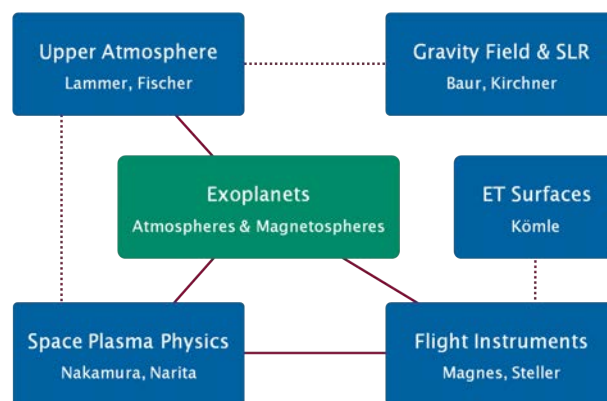 Upper Atmosphere
Lammer, Fischer
Gravity Field & SLR
Baur, Kirchner
Exoplanets
Atmospheres & Magnetospheres
ET Surfaces
Kömle
Space Plasma Physics
Nakamura, Narita
Flight Instruments
Magnes, Steller